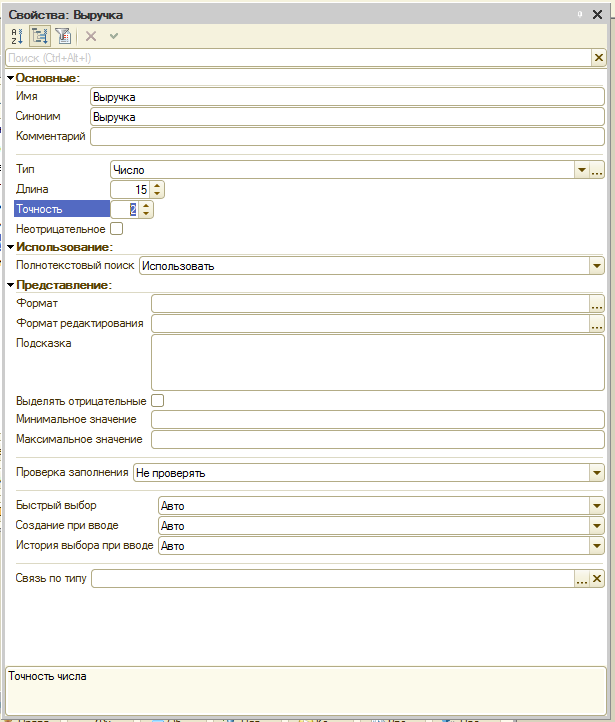 Свойства: Выручка
Поиск (Ctrl+Alt+I)
Основные:
Имя Выручка
Синоним Выручка
Комментарий
Тип Число
Длина 15
Точность 2
Неотрицательное
Использование:
Полнотекстовый поиск Использовать
Представление:
Формат
Формат редактирования
Подсказка
Выделять отрицательные
Минимальное значение
Максимальное значение
Проверка заполнения Не проверять
Быстрый выбор Авто
Создание при вводе Авто
История выбора при вводе Авто
Связь по типу
Точность числа